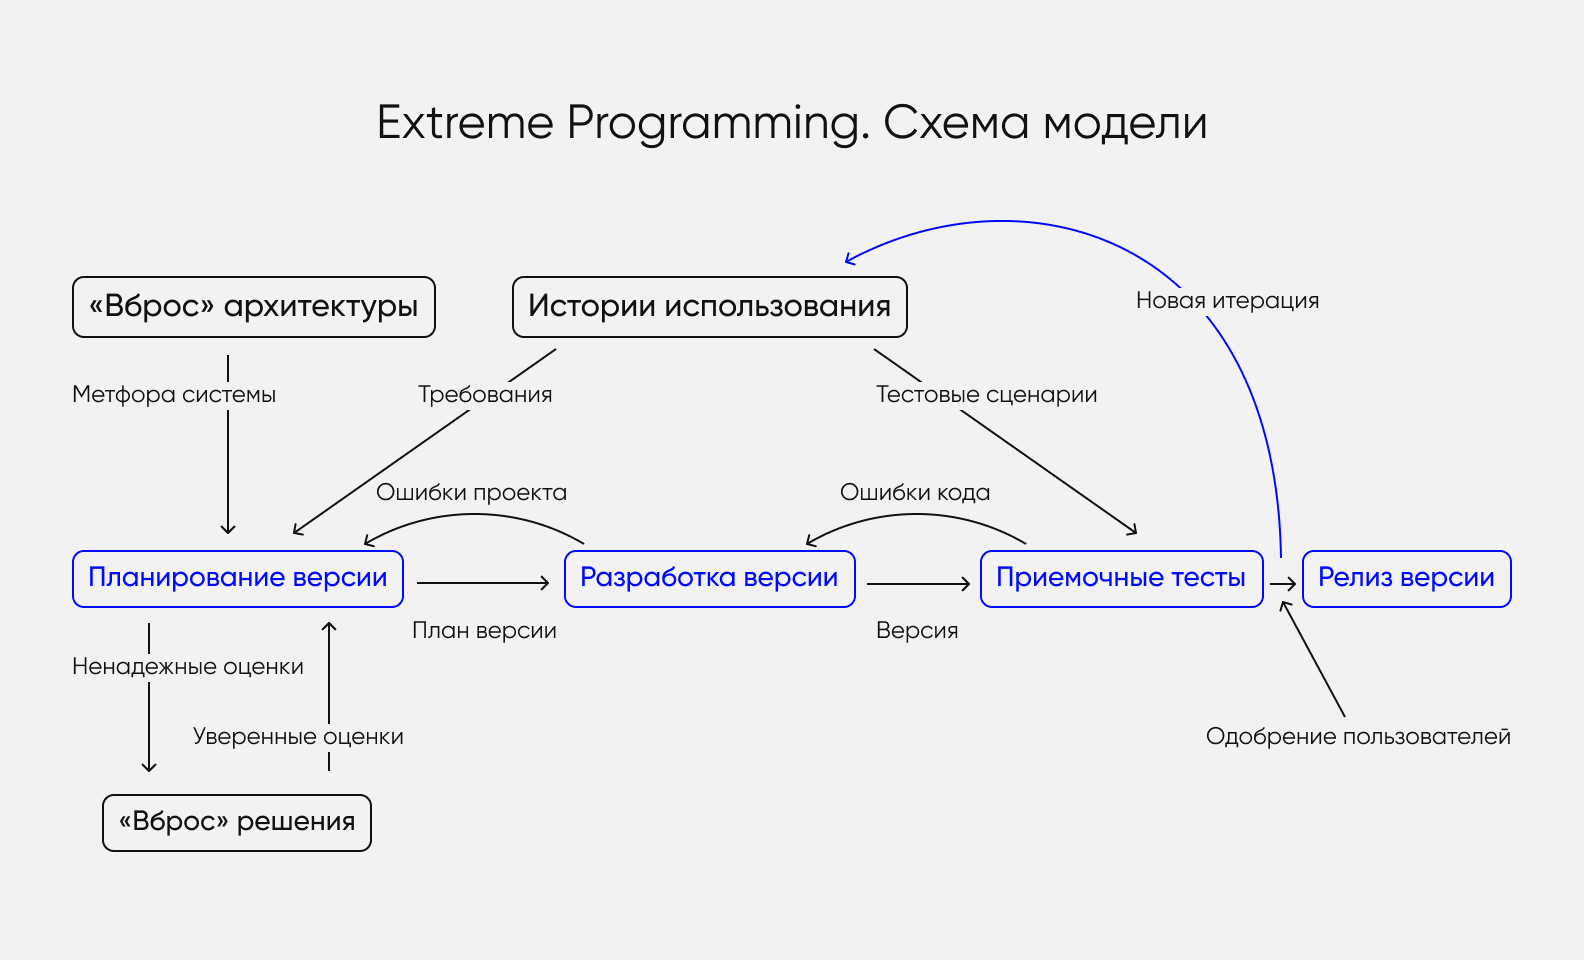 Extreme Programming. Схема модели
«Вброс» архитектуры
Истории использования
Новая итерация
Метфора системы
Требования
Тестовые сценарии
Ошибки проекта
Ошибки кода
Планирование версии
Разработка версии
Приемочные тесты
Релиз версии
План версии
Версия
Ненадежные оценки
Уверенные оценки
Одобрение пользователей
«Вброс» решения